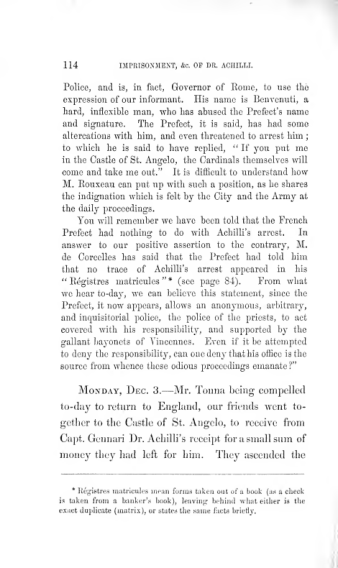 114 IMPRISONMENT, &c. OF DR. ACHILLI.
Police, and is, in fact, Governor of Rome, to use the
expression of our informant. His name is Benvenuti, a
hard, inflexible man, who has abused the Prefect's name
and signature. The Prefect, it is said, has had some
altercations with him, and even threatened to arrest him;
to which he is said to have replied, "If you put me
in the Castle of St. Angelo, the Cardinals themselves will
come and take me out." It is difficult to understand how
M. Rouxeau can put up with such a position, as he shares
the indignation which is felt by the City and the Army at
the daily proceedings.
You will remember we have been told that the French
Prefect had nothing to do with Achilli's arrest. In
answer to our positive assertion to the contrary, M.
de Corcelles has said that the Prefect had told him
that no trace of Achilli's arrest appeared in his
"Régistres matricules"* (see page 84). From what
we hear to-day, we can believe this statement, since the
Prefect, it now appears, allows an anonymous, arbitrary,
and inquisitorial police, the police of the priests, to act
covered with his responsibility, and supported by the
gallant bayonets of Vincennes. Even if it be attempted
to deny the responsibility, can one deny that his office is the
source from whence these odious proceedings emanate?"
MONDAY, DEC. 3.—Mr. Tonna being compelled
to-day to return to England, our friends went to-
gether to the Castle of St. Angelo, to receive from
Capt. Gennari Dr. Achilli's receipt for a small sum of
money they had left for him. They ascended the
* Régistres matricules mean forms taken out of a book (as a check
is taken from a banker's book), leaving behind what either is the
exact duplicate (matrix), or states the same facts briefly.